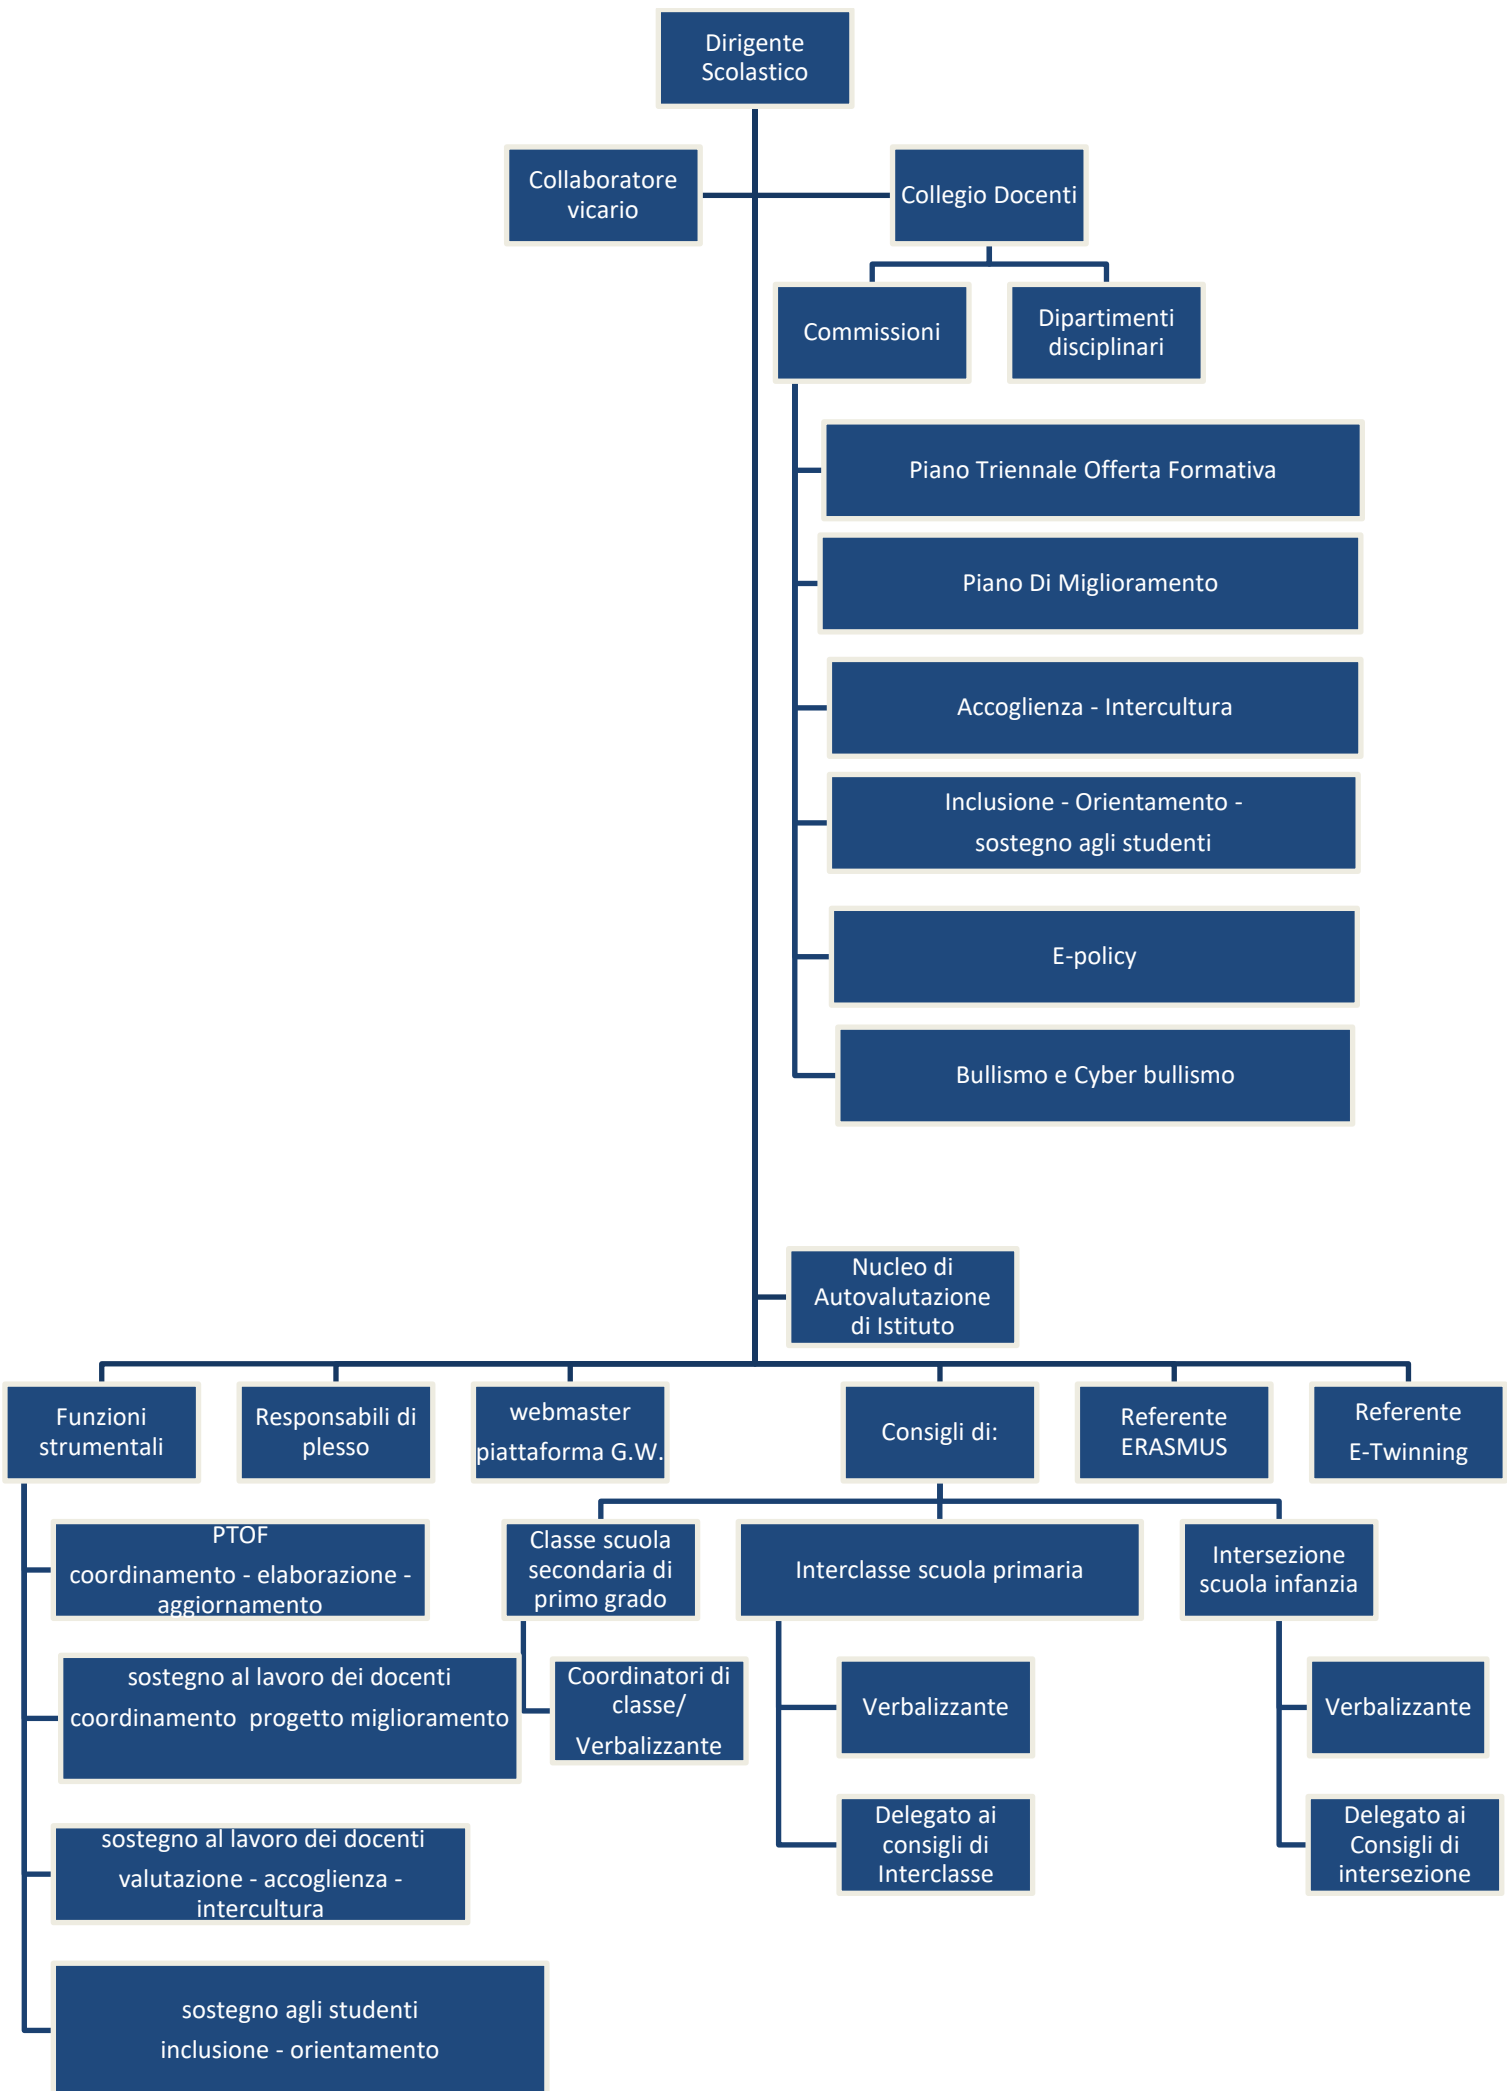 Dirigente
Scolastico
Collaboratore
vicario
Collegio Docenti
Commissioni
Dipartimenti
disciplinari
Piano Triennale Offerta Formativa
Piano Di Miglioramento
Accoglienza - Intercultura
Inclusione - Orientamento -
sostegno agli studenti
E-policy
Bullismo e Cyber bullismo
Nucleo di
Autovalutazione
di Istituto
Funzioni
strumentali
Responsabili di
plesso
webmaster
piattaforma G.W.
Consigli di:
Referente
ERASMUS
Referente
E-Twinning
PTOF
coordinamento - elaborazione -
aggiornamento
sostegno al lavoro dei docenti
coordinamento  progetto miglioramento
sostegno al lavoro dei docenti
valutazione - accoglienza -
intercultura
sostegno agli studenti
inclusione - orientamento
Classe scuola
secondaria di
primo grado
Coordinatori di
classe/
Verbalizzante
Interclasse scuola primaria
Verbalizzante
Delegato ai
consigli di
Interclasse
Intersezione
scuola infanzia
Verbalizzante
Delegato ai
Consigli di
intersezione